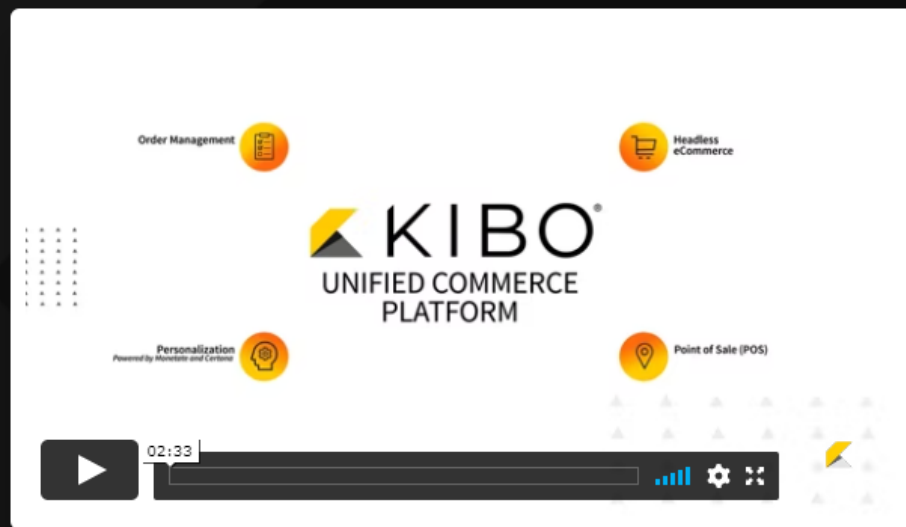 Order Management
Headless
eCommerce
KIBO®
UNIFIED COMMERCE
PLATFORM
Personalization
Powered by Monetate and Certona
Point of Sale (POS)
02:33